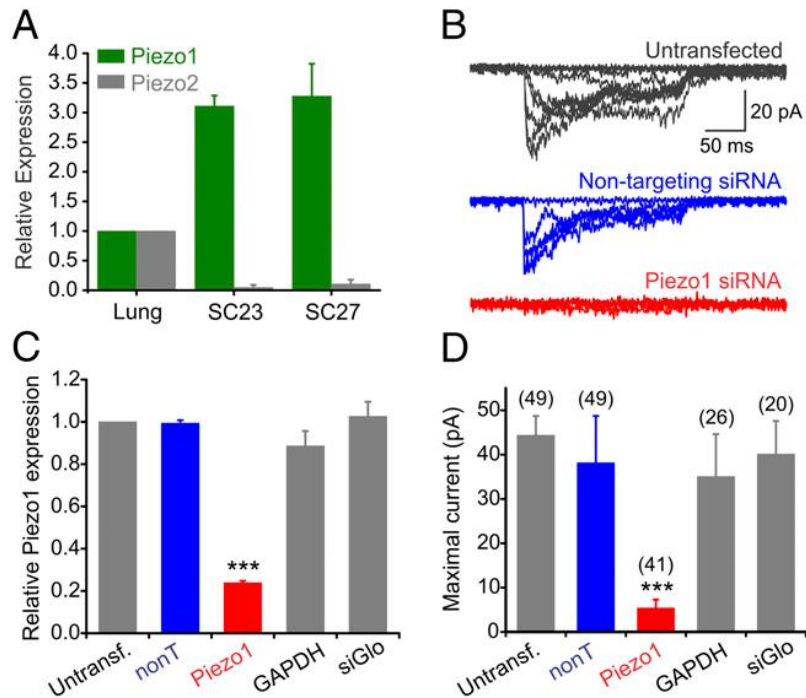 A
Relative Expression
4.0
3.5
3.0
2.5
2.0
1.5
1.0
0.5
0.0
Piezo1
Piezo2
Lung SC23 SC27
B
Untransfected
20 pA
50 ms
Non-targeting siRNA
Piezo1 siRNA
C
Relative Piezo1 expression
1.2
1.0
0.8
0.6
0.4
0.2
0.0
***
Untransf. nonT Piezo1 GAPDH siGlo
D
Maximal current (pA)
50
40
30
20
10
0
(49) (49) (41) (26) (20)
***
Untransf. nonT Piezo1 GAPDH siGlo